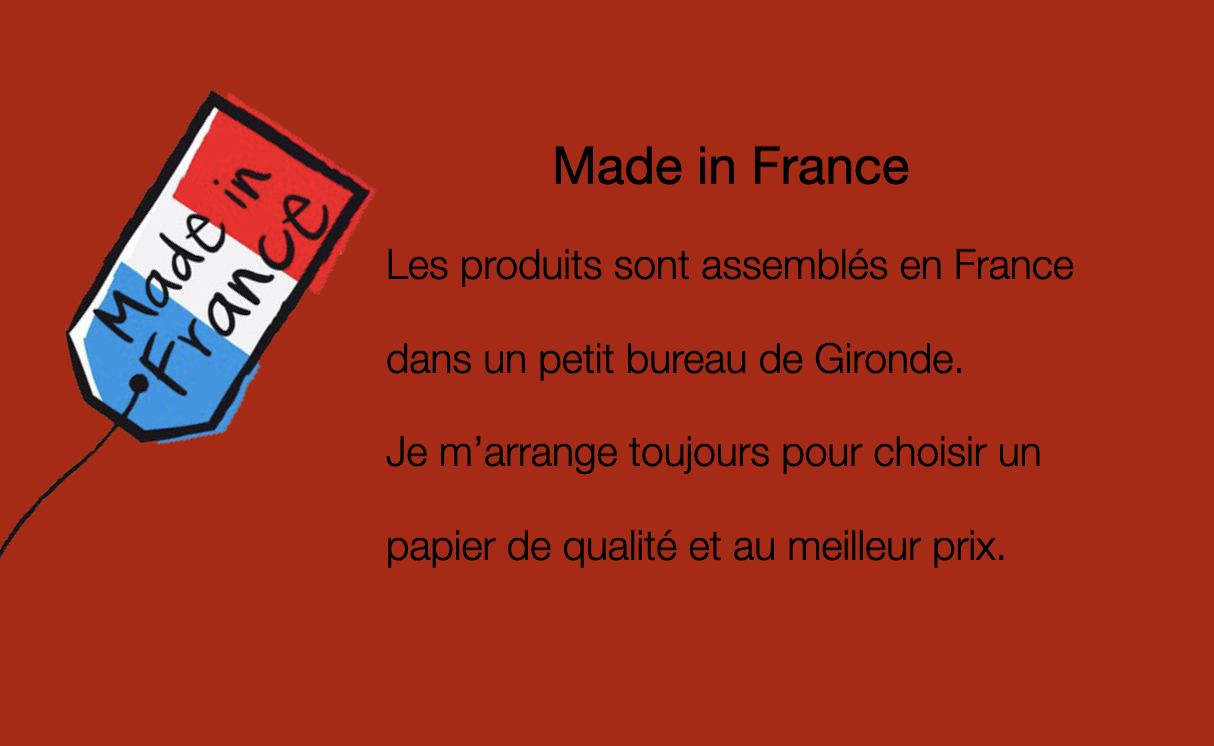 Made in
France
Made in France
Les produits sont assemblés en France
dans un petit bureau de Gironde.
Je m’arrange toujours pour choisir un
papier de qualité et au meilleur prix.